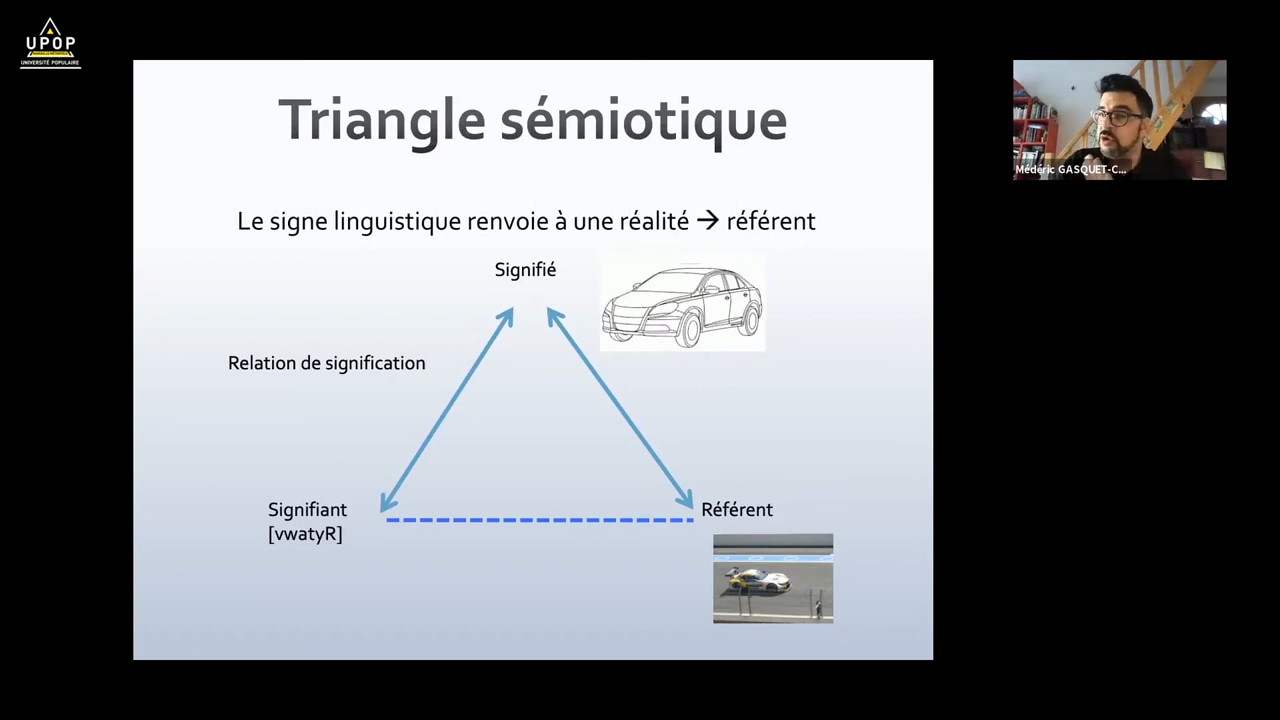 UPOP
UNIVERSITÉ POPULAIRE
Triangle sémiotique
Médéric GASQUET-C...
Le signe linguistique renvoie à une réalité → référent
Signifié
Relation de signification
Signifiant
[vwatyR]
Référent